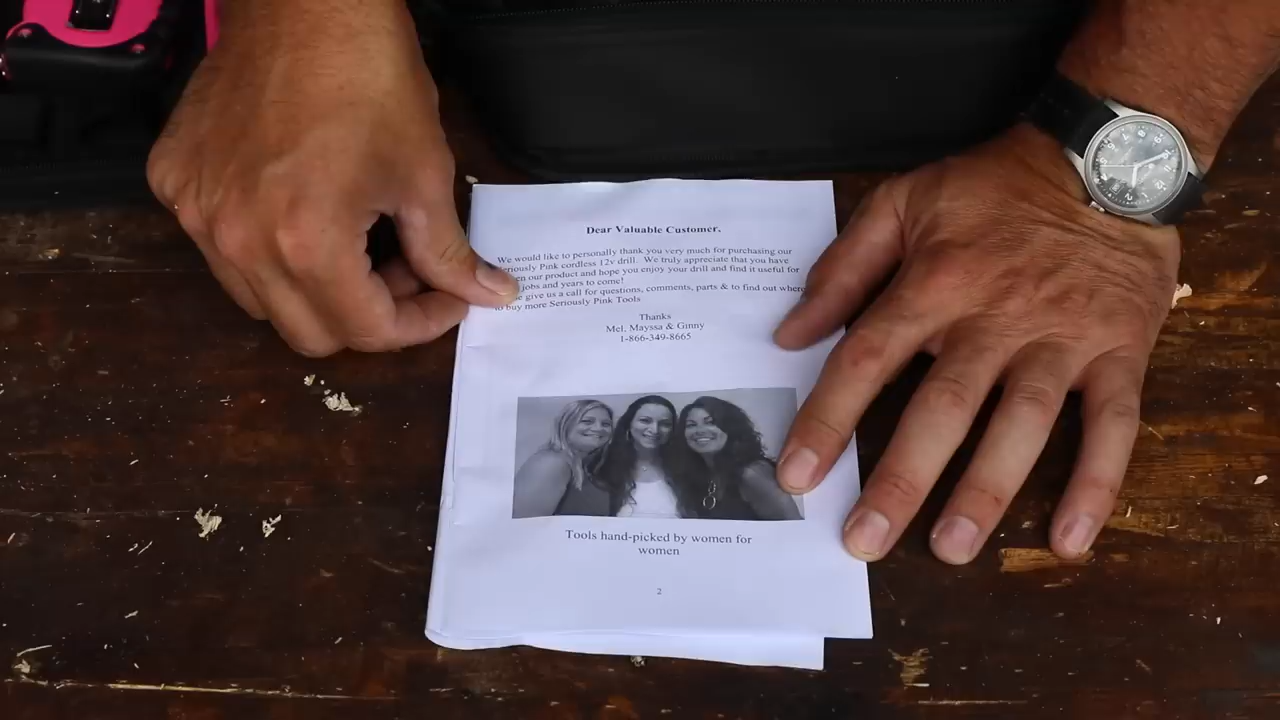 Dear Valuable Customer.
We would like to personally thank you very much for purchasing our
Seriously Pink cordless 12v drill. We truly appreciate that you have
our product and hope you enjoy your drill and find it useful for
jobs and years to come!
give us a call for questions, comments, parts & to find out where
to buy more Seriously Pink Tools
Thanks
Mel. Mayssa & Ginny
1-866-349-8665
Tools hand-picked by women for
women
2